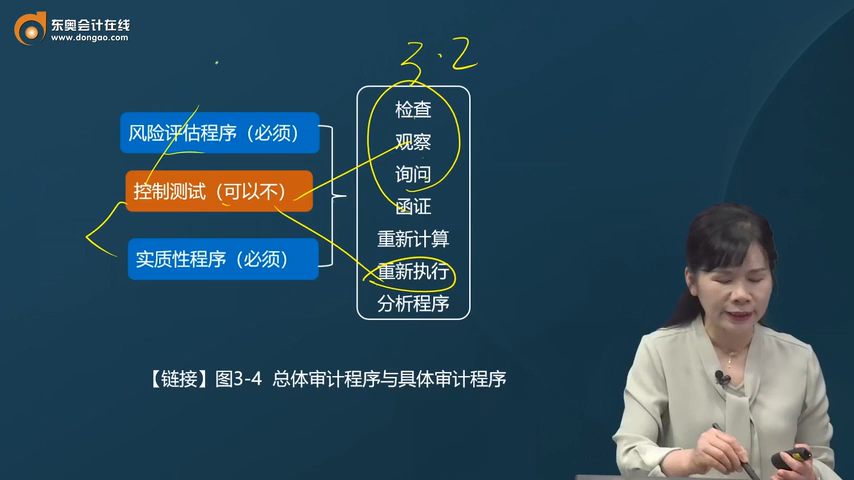 东奥会计在线
www.dongao.com
3.2
风险评估程序（必须）
控制测试（可以不）
实质性程序（必须）
检查
观察
询问
函证
重新计算
重新执行
分析程序
【链接】图3-4 总体审计程序与具体审计程序